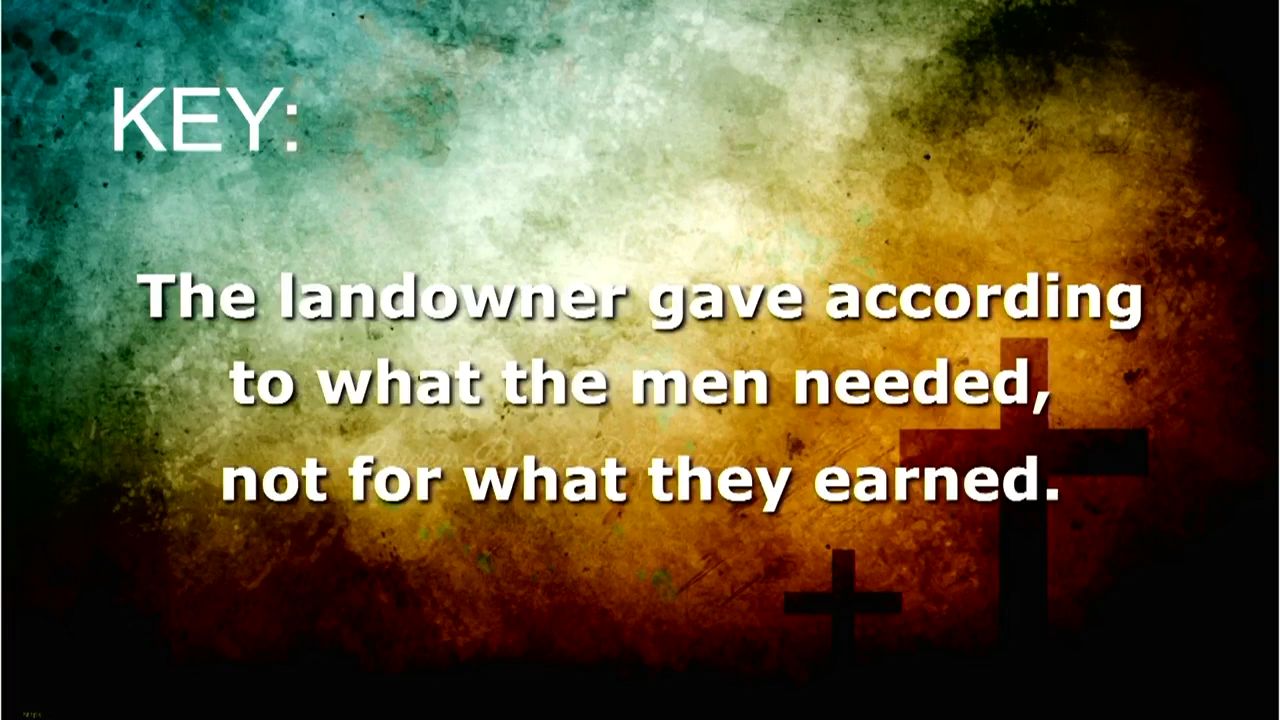 KEY:
The landowner gave according
to what the men needed,
not for what they earned.